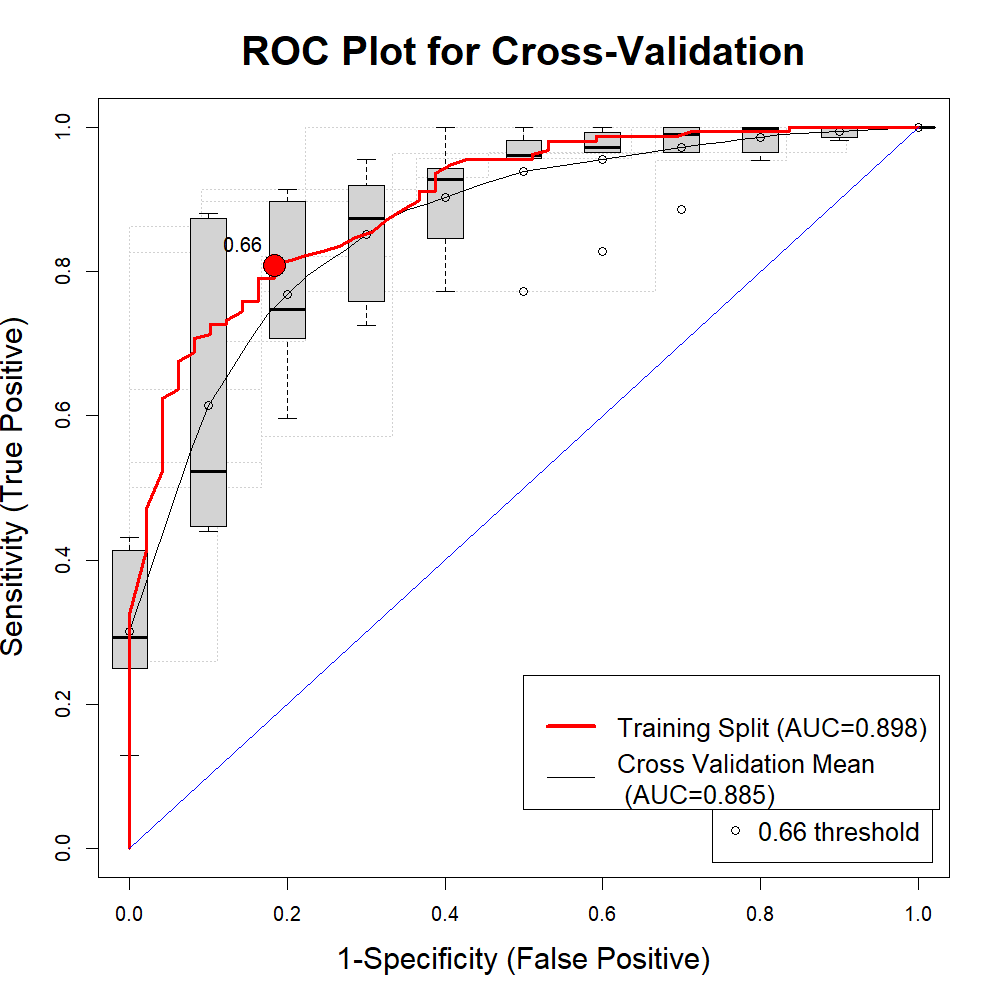 ROC Plot for Cross-Validation
Sensitivity (True Positive)
1.0
0.8
0.6
0.4
0.2
0.0
0.66
Training Split (AUC=0.898)
Cross Validation Mean
(AUC=0.885)
0.66 threshold
0.0 0.2 0.4 0.6 0.8 1.0
1-Specificity (False Positive)